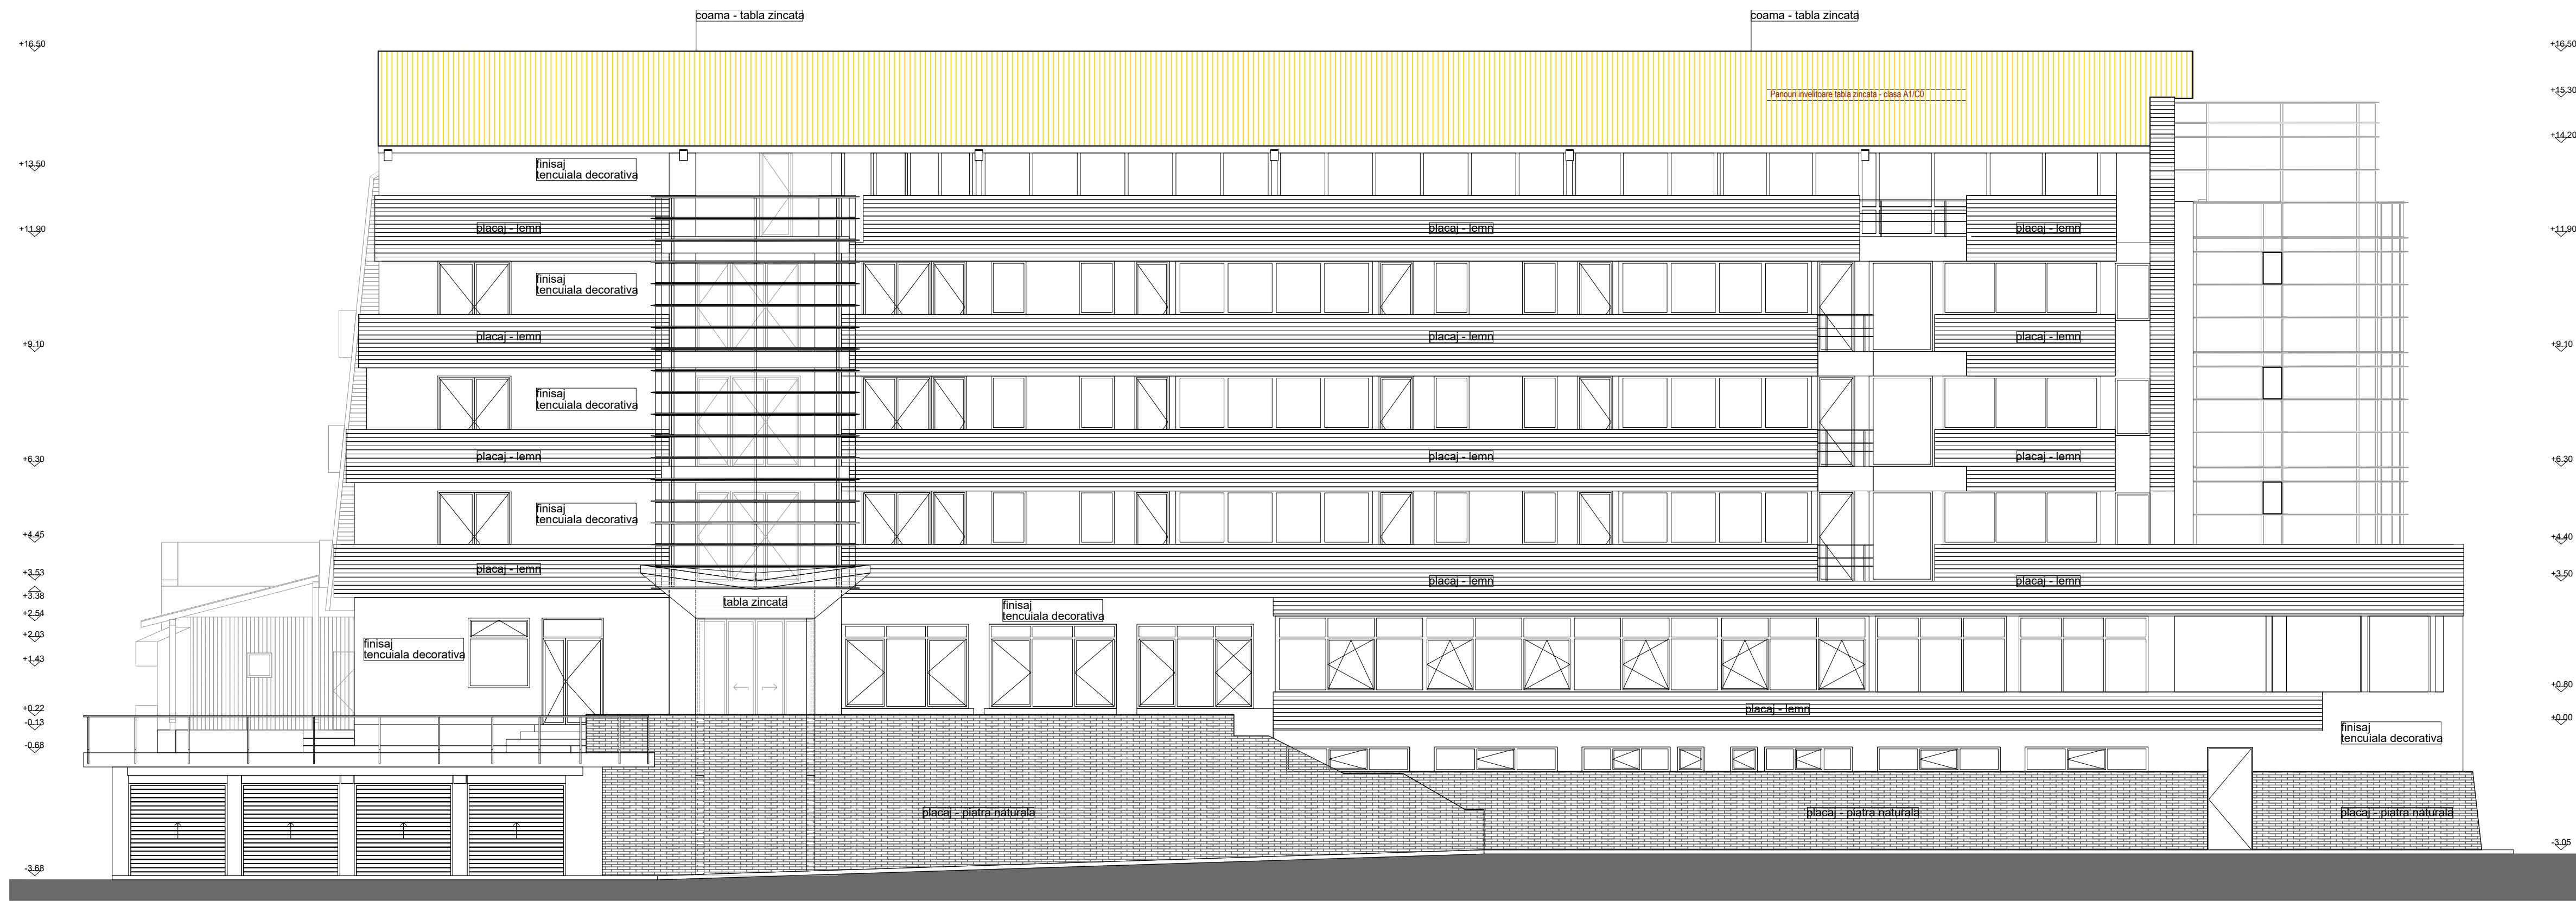 coama - tabla zincata
coama - tabla zincata
+16.50
+16.50
Panouri invelitoare tabla zincata - clasa A1/C0
+15.30
+14.20
+13.50
finisaj
tencuiala decorativa
+11.90
placaj - lemn
placaj - lemn
placaj - lemn
+11.90
finisaj
tencuiala decorativa
+9.10
placaj - lemn
placaj - lemn
placaj - lemn
+9.10
finisaj
tencuiala decorativa
+6.30
placaj - lemn
placaj - lemn
placaj - lemn
+6.30
finisaj
tencuiala decorativa
+4.45
+4.40
placaj - lemn
placaj - lemn
placaj - lemn
+3.53
+3.50
+3.38
tabla zincata
finisaj
tencuiala decorativa
+2.54
+2.03
finisaj
tencuiala decorativa
+1.43
+0.80
+0.22
placaj - lemn
-0.13
±0.00
finisaj
tencuiala decorativa
-0.68
placaj - piatra naturala
placaj - piatra naturala
placaj - piatra naturala
-3.05
-3.68